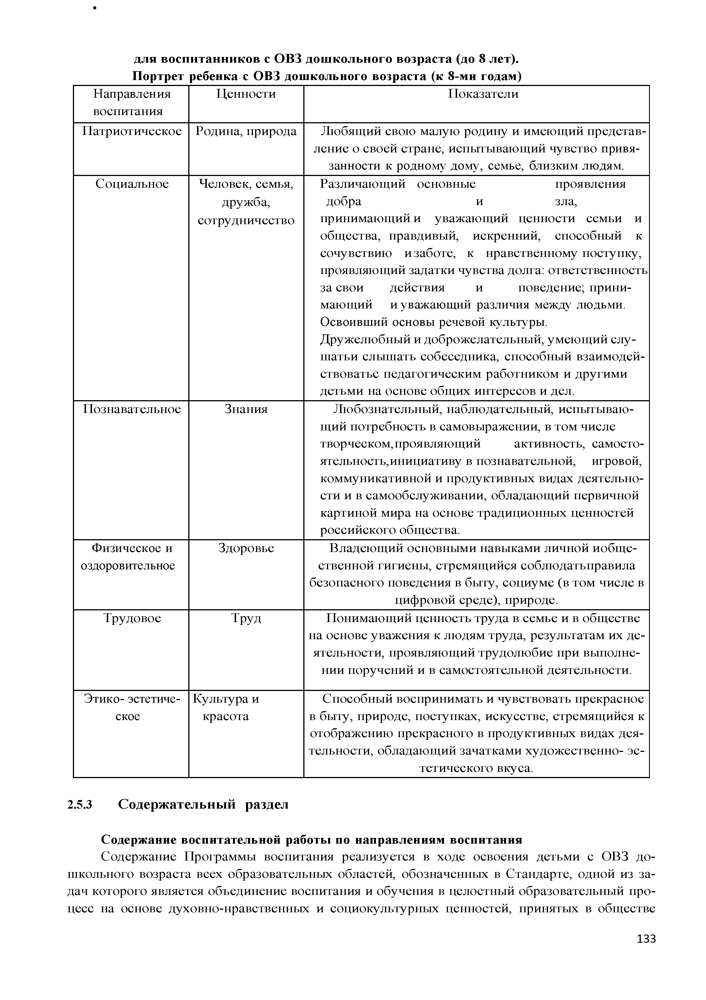 •
для воспитанников с ОВЗ дошкольного возраста (до 8 лет).
Портрет ребенка с ОВЗ дошкольного возраста (к 8-ми годам)
Направления
воспитания
Ценности
Показатели
Патриотическое
Родина, природа
Любящий свою малую родину и имеющий представ-
ление о своей стране, испытывающий чувство привя-
занности к родному дому, семье, близким людям.
Социальное
Человек, семья,
дружба,
сотрудничество
Различающий основные проявления
добра и зла,
принимающий и уважающий ценности семьи и
общества, правдивый, искренний, способный к
сочувствию изаботе, к нравственному поступку,
проявляющий задатки чувства долга: ответственность
за свои действия и поведение; прини-
мающий и уважающий различия между людьми.
Освоивший основы речевой культуры.
Дружелюбный и доброжелательный, умеющий слу-
шатьи слышать собеседника, способный взаимодей-
ствоватьс педагогическим работником и другими
детьми на основе общих интересов и дел.
Познавательное
Знания
Любознательный, наблюдательный, испытываю-
щий потребность в самовыражении, в том числе
творческом,проявляющий активность, самосто-
ятельность,инициативу в познавательной, игровой,
коммуникативной и продуктивных видах деятельно-
сти и в самообслуживании, обладающий первичной
картиной мира на основе традиционных ценностей
российского общества.
Физическое и
оздоровительное
Здоровье
Владеющий основными навыками личной иобще-
ственной гигиены, стремящийся соблюдатьправила
безопасного поведения в быту, социуме (в том числе в
цифровой среде), природе.
Трудовое
Труд
Понимающий ценность труда в семье и в обществе
на основе уважения к людям труда, результатам их де-
ятельности, проявляющий трудолюбие при выполне-
нии поручений и в самостоятельной деятельности.
Этико- эстетиче-
ское
Культура и
красота
Способный воспринимать и чувствовать прекрасное
в быту, природе, поступках, искусстве, стремящийся к
отображению прекрасного в продуктивных видах дея-
тельности, обладающий зачатками художественно- эс-
тетического вкуса.
2.5.3 Содержательный раздел
Содержание воспитательной работы по направлениям воспитания
Содержание Программы воспитания реализуется в ходе освоения детьми с ОВЗ до-
школьного возраста всех образовательных областей, обозначенных в Стандарте, одной из за-
дач которого является объединение воспитания и обучения в целостный образовательный про-
цесс на основе духовно-нравственных и социокультурных ценностей, принятых в обществе
133